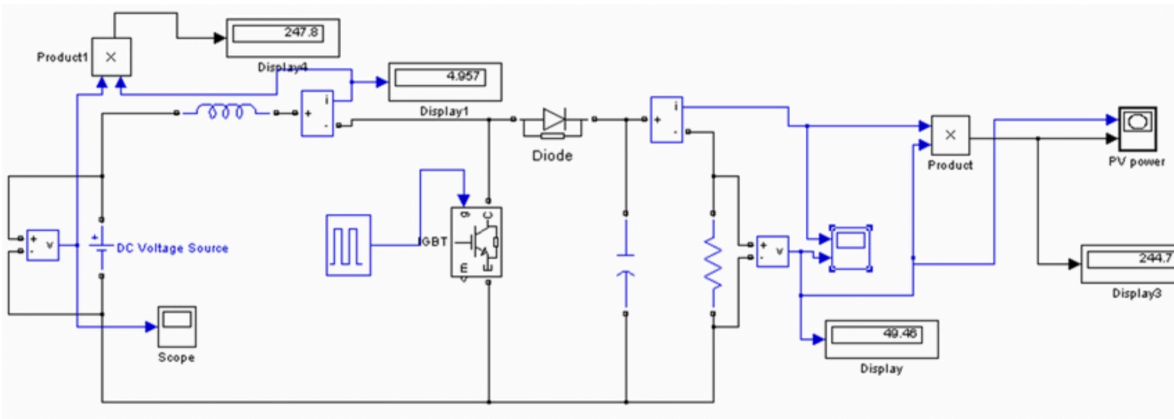 247.8
Product1
×
Display4
4.957
i
+
-
Display1
i
+
-
Diode
×
Product
PV power
g
C
IGBT
m
E
+
-
v
+
DC Voltage Source
+
-
v
244.7
Display3
Scope
49.46
Display